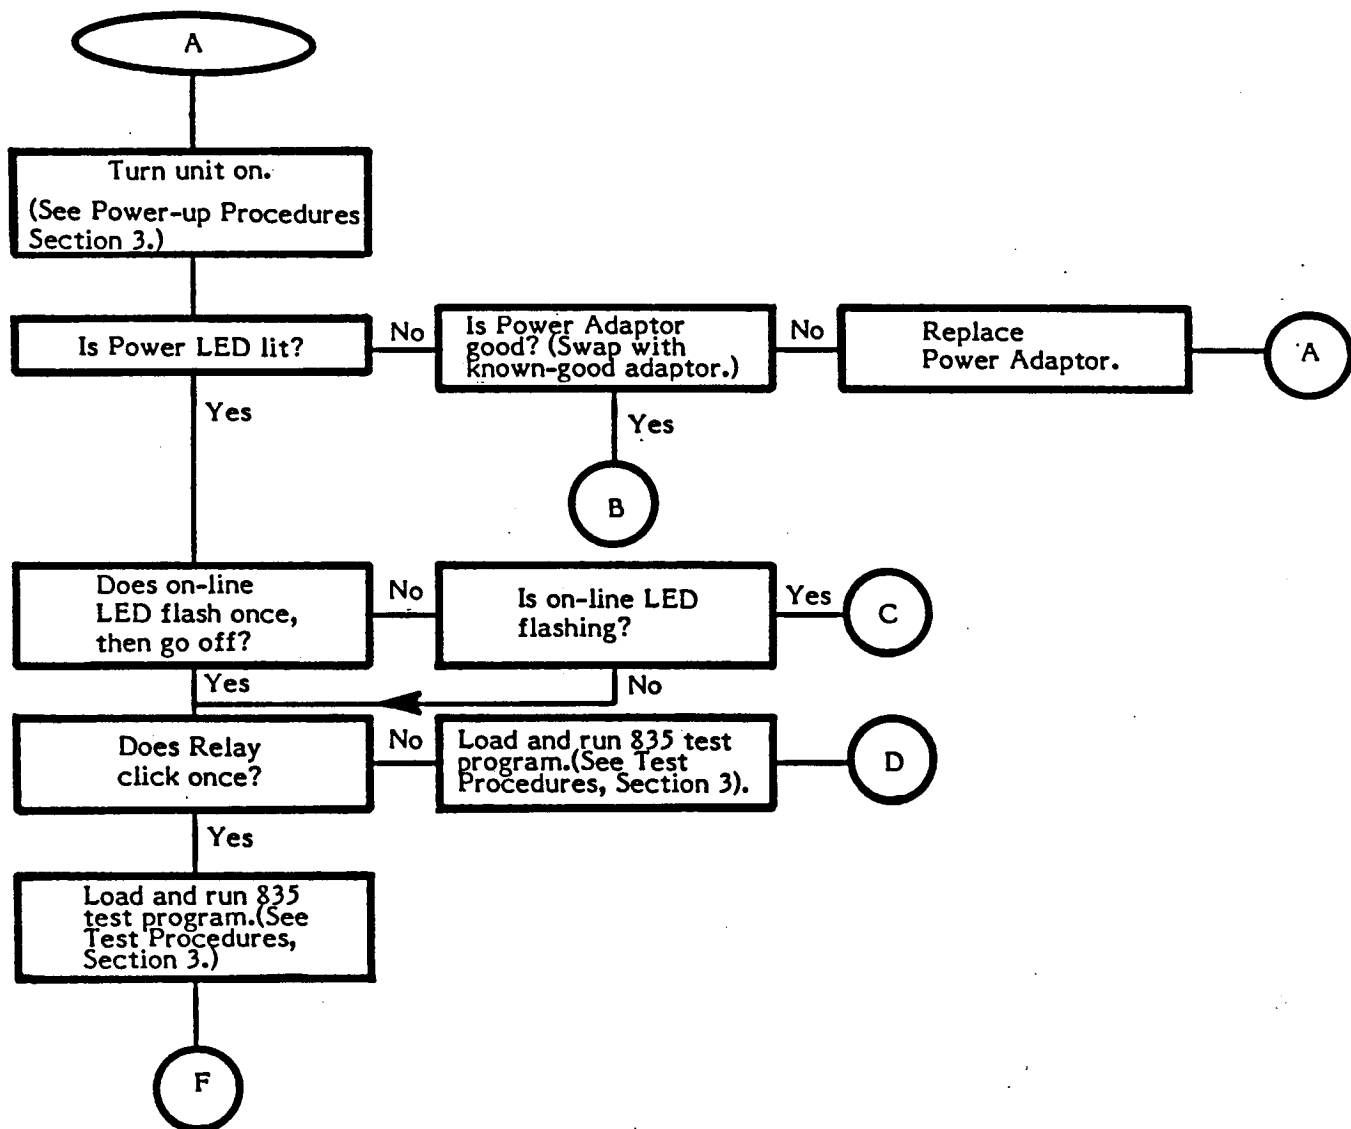 A
Turn unit on.
(See Power-up Procedures
Section 3.)
Is Power LED lit?
No
Is Power Adaptor
good? (Swap with
known-good adaptor.)
No
Replace
Power Adaptor.
A
Yes
Yes
B
Does on-line
LED flash once,
then go off?
No
Is on-line LED
flashing?
Yes
C
Yes
No
Does Relay
click once?
No
Load and run 835 test
program.(See Test
Procedures, Section 3).
D
Yes
Load and run 835
test program.(See
Test Procedures,
Section 3.)
F